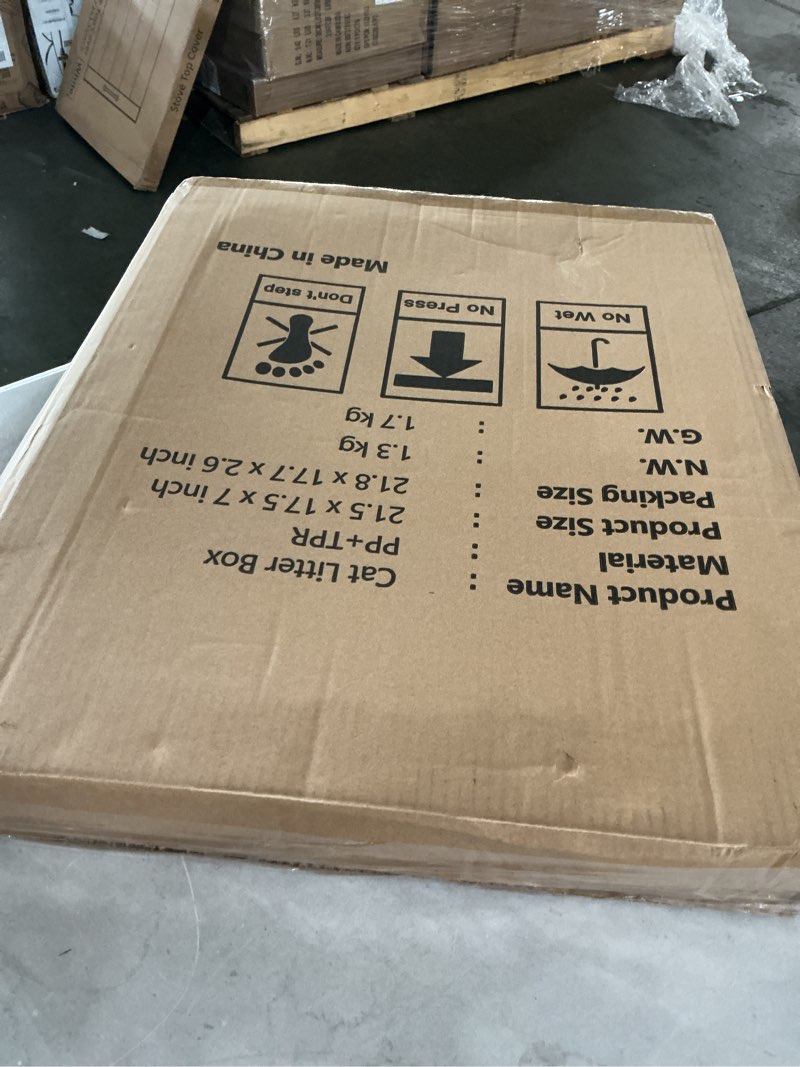 Product Name : Cat Litter Box
Material : PP+TPR
Product Size : 21.5 x 17.5 x 7 inch
Packing Size : 21.8 x 17.7 x 2.6 inch
N.W. : 1.3 kg
G.W. : 1.7 kg
No Wet
No Press
Don't step
Made in China
Stove Top Cover